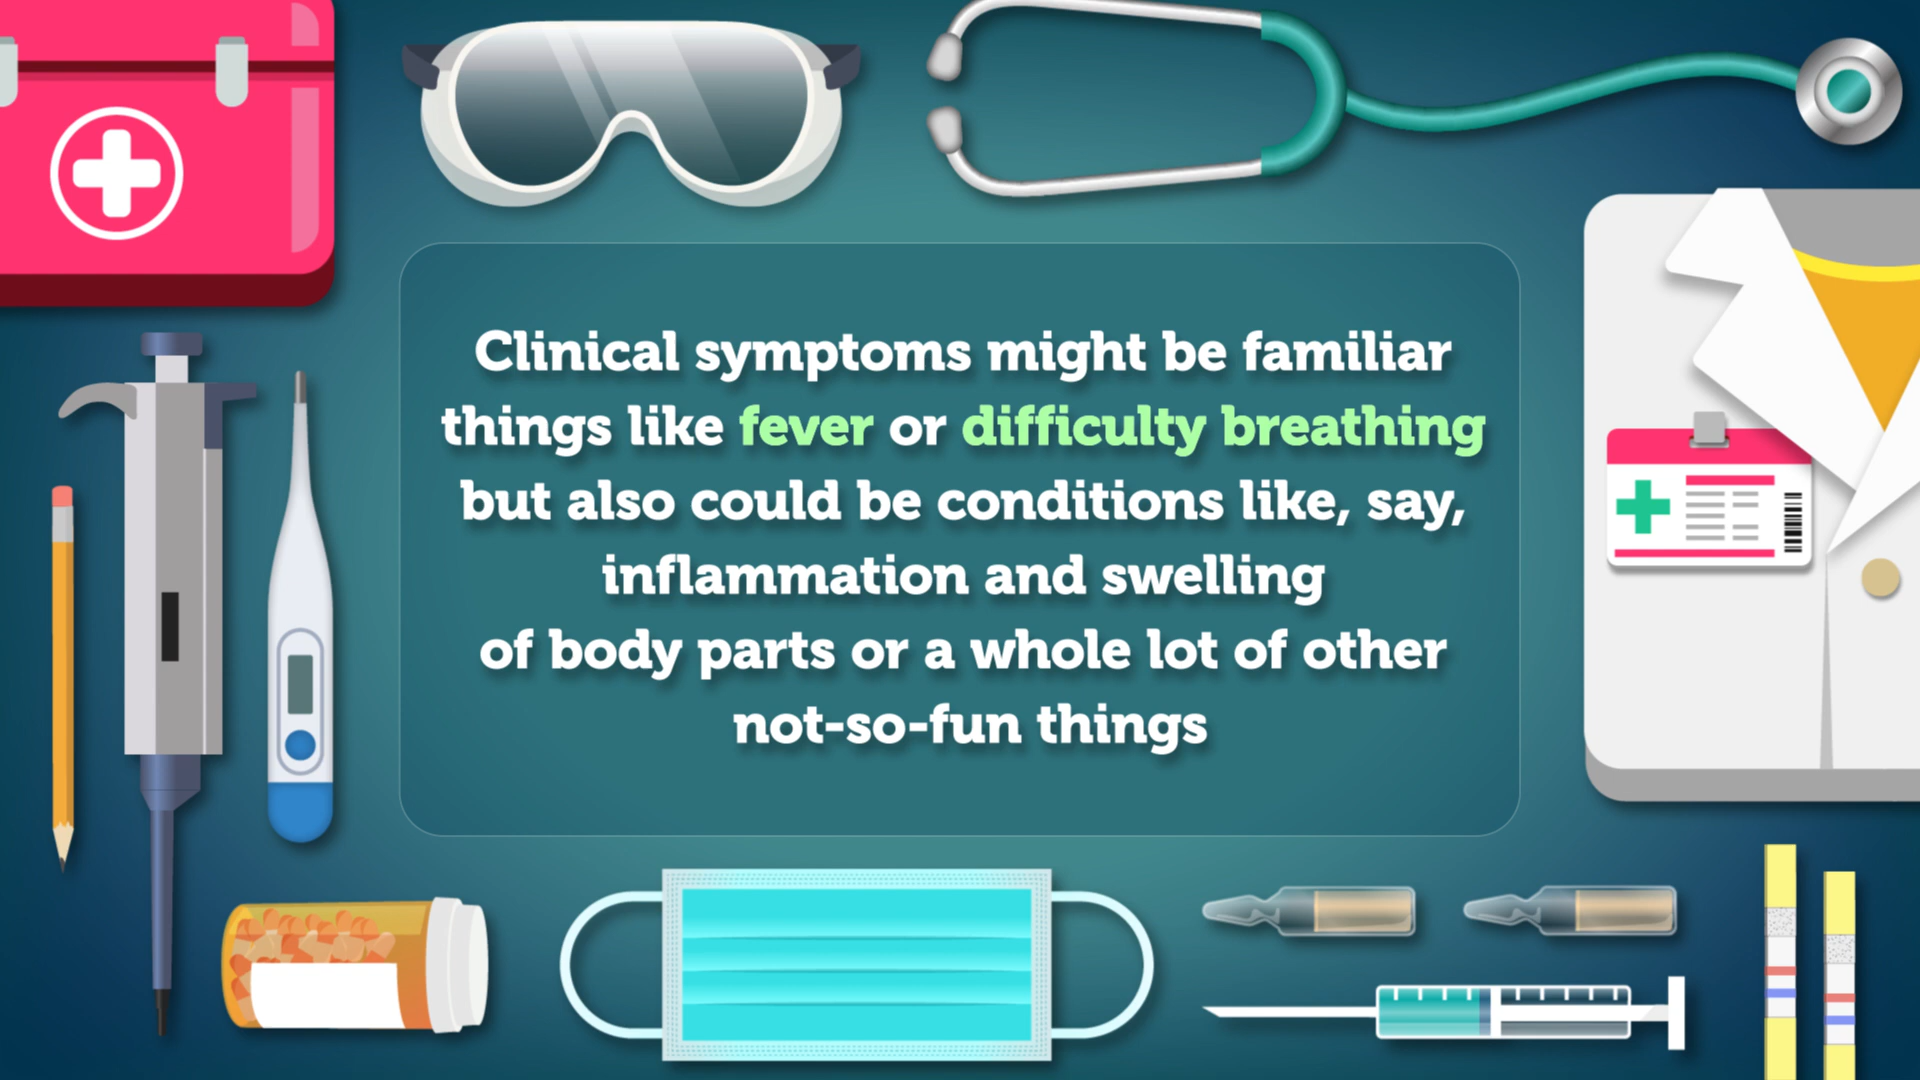 Clinical symptoms might be familiar
things like fever or difficulty breathing
but also could be conditions like, say,
inflammation and swelling
of body parts or a whole lot of other
not-so-fun things